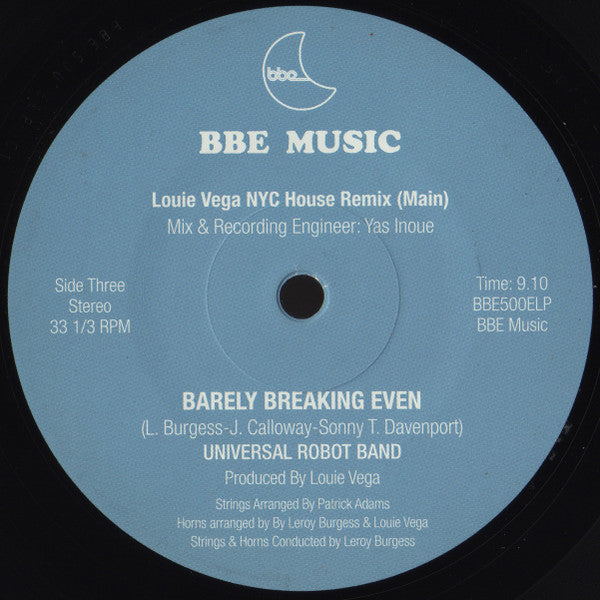 bbe
BBE MUSIC
Louie Vega NYC House Remix (Main)
Mix & Recording Engineer: Yas Inoue
Side Three
Stereo
33 1/3 RPM
Time: 9.10
BBE500ELP
BBE Music
BARELY BREAKING EVEN
(L. Burgess-J. Calloway-Sonny T. Davenport)
UNIVERSAL ROBOT BAND
Produced By Louie Vega
Strings Arranged By Patrick Adams
Horns arranged by By Leroy Burgess & Louie Vega
Strings & Horns Conducted by Leroy Burgess